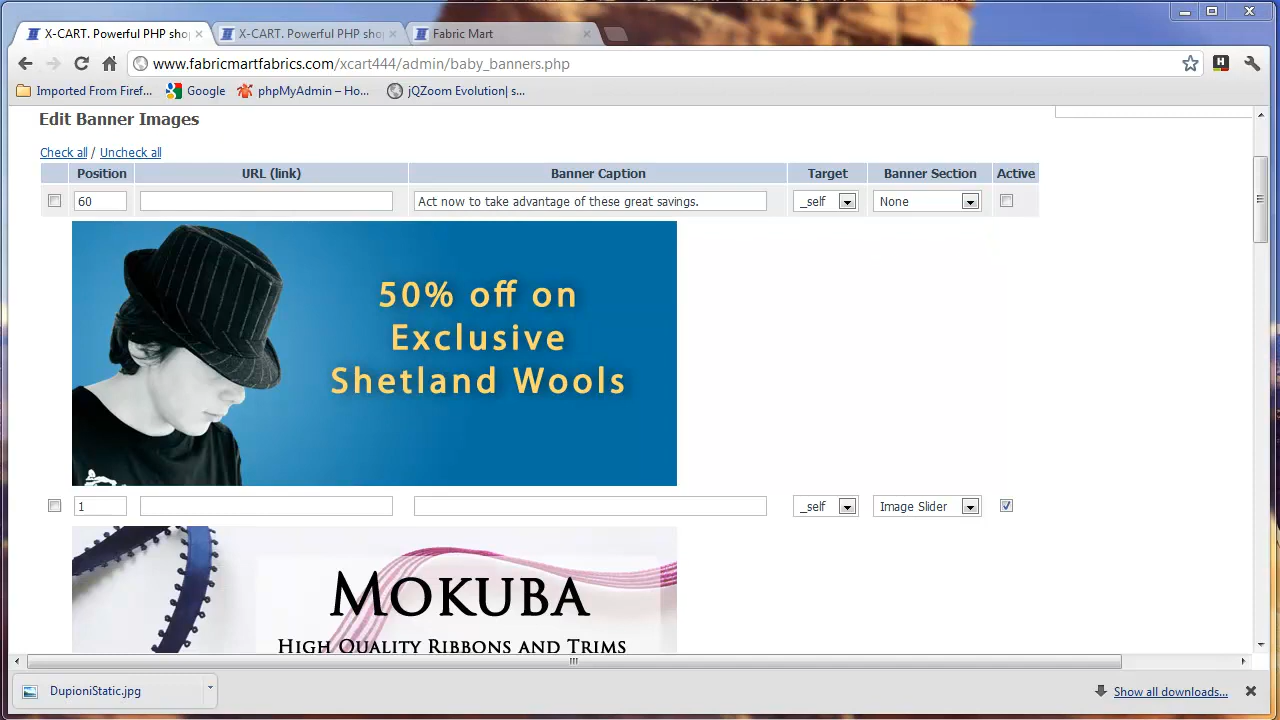 X-CART. Powerful PHP shop
X-CART. Powerful PHP shop
Fabric Mart
www.fabricmartfabrics.com/xcart444/admin/baby_banners.php
H
Imported From Firef...
Google
phpMyAdmin – Ho...
jQZoom Evolution| s...
Edit Banner Images
Check all / Uncheck all
Position URL (link) Banner Caption Target Banner Section Active
60 Act now to take advantage of these great savings. _self None
50% off on
Exclusive
Shetland Wools
1 _self Image Slider
MOKUBA
HIGH QUALITY RIBBONS AND TRIMS
DupioniStatic.jpg
Show all downloads...